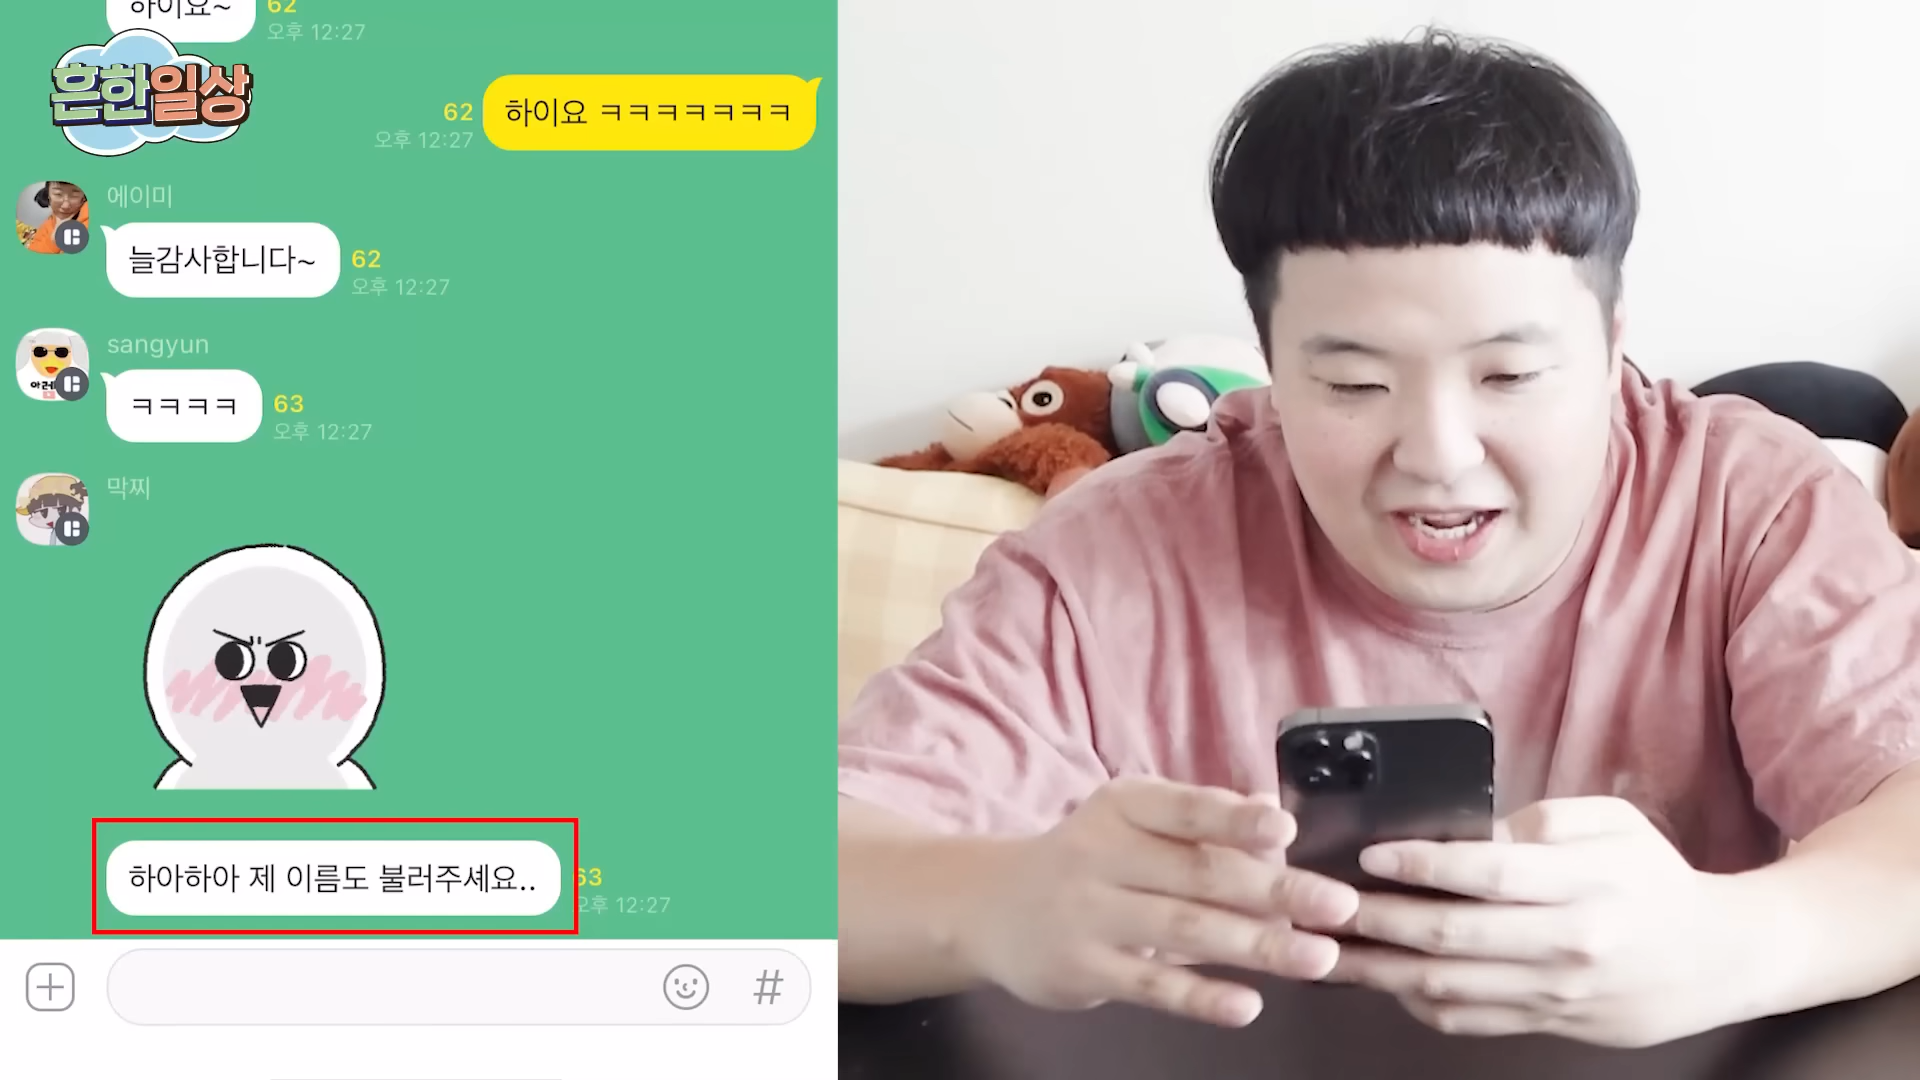 하이요~
62
오후 12:27
흔한일상
하이요 ㅋㅋㅋㅋㅋㅋㅋ
62
오후 12:27
에이미
늘감사합니다~
62
오후 12:27
sangyun
ㅋㅋㅋㅋ
63
오후 12:27
막찌
하아하아 제 이름도 불러주셰요..
63
오후 12:27
#